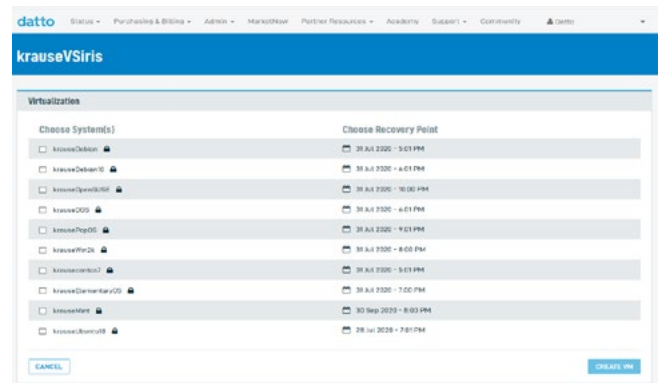 datto Status Purchasing & Billing Admin MarketNow Partner Resources Academy Support Community Datto
krauseVSiris
Virtualization
Choose System(s) Choose Recovery Point
krauseDebian 31 Jul 2020 - 5:01 PM
krauseDebian10 31 Jul 2020 - 6:01 PM
krauseOpenSUSE 31 Jul 2020 - 10:00 PM
31 Jul 2020 - 6:01 PM
krausePopOS 31 Jul 2020 - 9:01 PM
krauseWin2k 31 Jul 2020 - 8:00 PM
krausecentos7 31 Jul 2020 - 5:01 PM
krauseElementaryOS 31 Jul 2020 - 7:00 PM
krauseMint 30 Sep 2020 - 8:00 PM
krauseUbuntu18 28 Jul 2020 - 7:01 PM
CANCEL CREATE VM